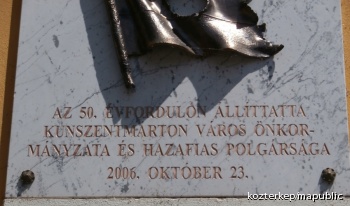 AZ 50. ÉVFORDULÓN ÁLLÍTTATTA
KUNSZENTMÁRTON VÁROS ÖNKOR-
MÁNYZATA ÉS HAZAFIAS POLGÁRSÁGA
2006. OKTÓBER 23.
kozterkep/mapublic